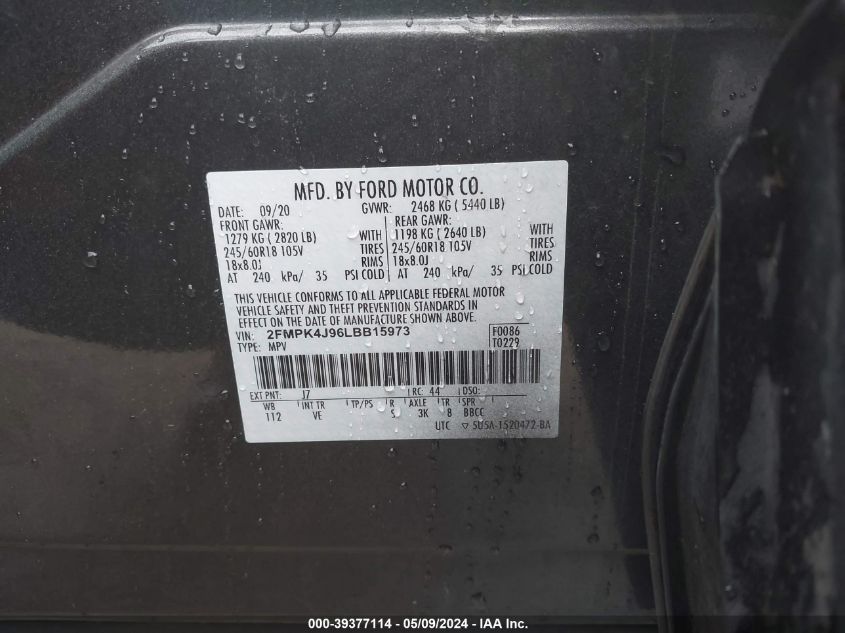 MFD. BY FORD MOTOR CO.
DATE: 09/20 GVWR: 2468 KG ( 5440 LB)
FRONT GAWR: REAR GAWR:
1279 KG ( 2820 LB) WITH 1198 KG ( 2640 LB) WITH
245/60R18 105V TIRES 245/60R18 105V TIRES
18x8.0J RIMS 18x8.0J RIMS
AT 240 kPa/ 35 PSI COLD AT 240 kPa/ 35 PSI COLD
THIS VEHICLE CONFORMS TO ALL APPLICABLE FEDERAL MOTOR
VEHICLE SAFETY AND THEFT PREVENTION STANDARDS IN
EFFECT ON THE DATE OF MANUFACTURE SHOWN ABOVE.
VIN: 2FMPK4J96LBB15973 F0086
TYPE: MPV T0229
EXT PNT: J7 RC: 44 DSO:
WB INT TR TP/PS R AXLE TR SPR
112 VE S 3K B BBCC
UTC ▽ 5U5A-1520472-BA
000-39377114 - 05/09/2024 - IAA Inc.